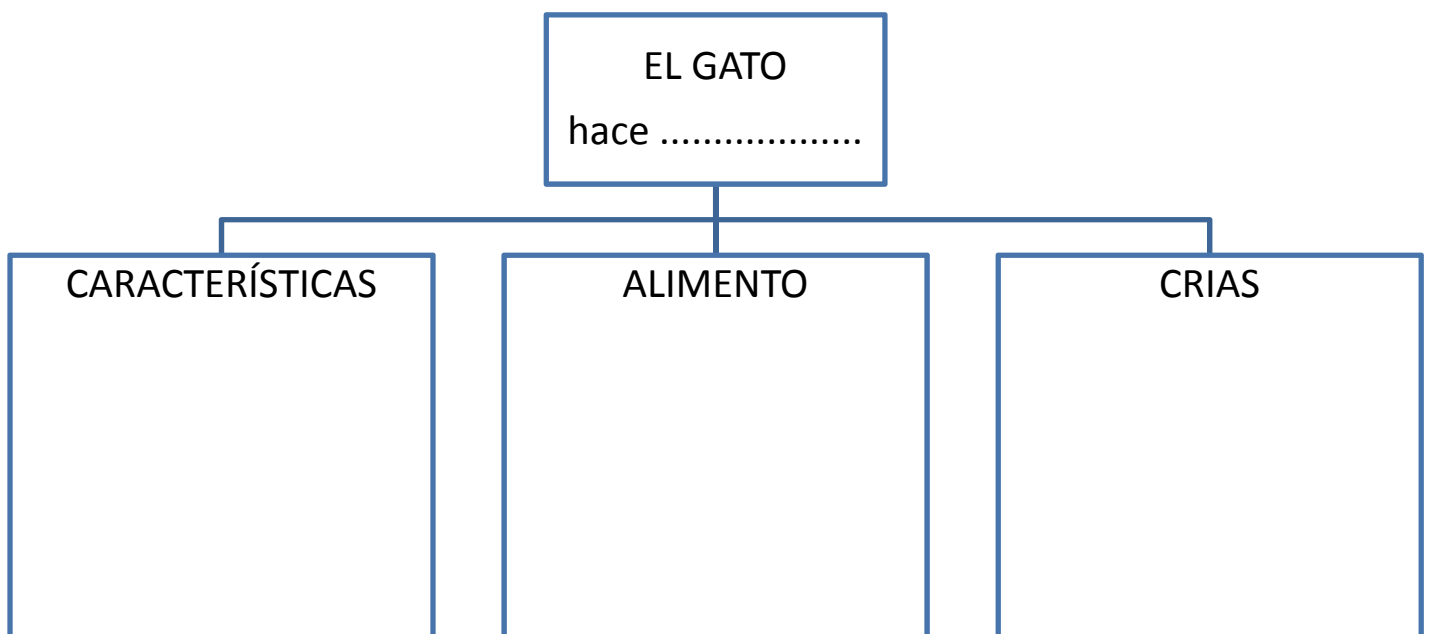 EL GATO
hace ...................
CARACTERÍSTICAS
ALIMENTO
CRIAS